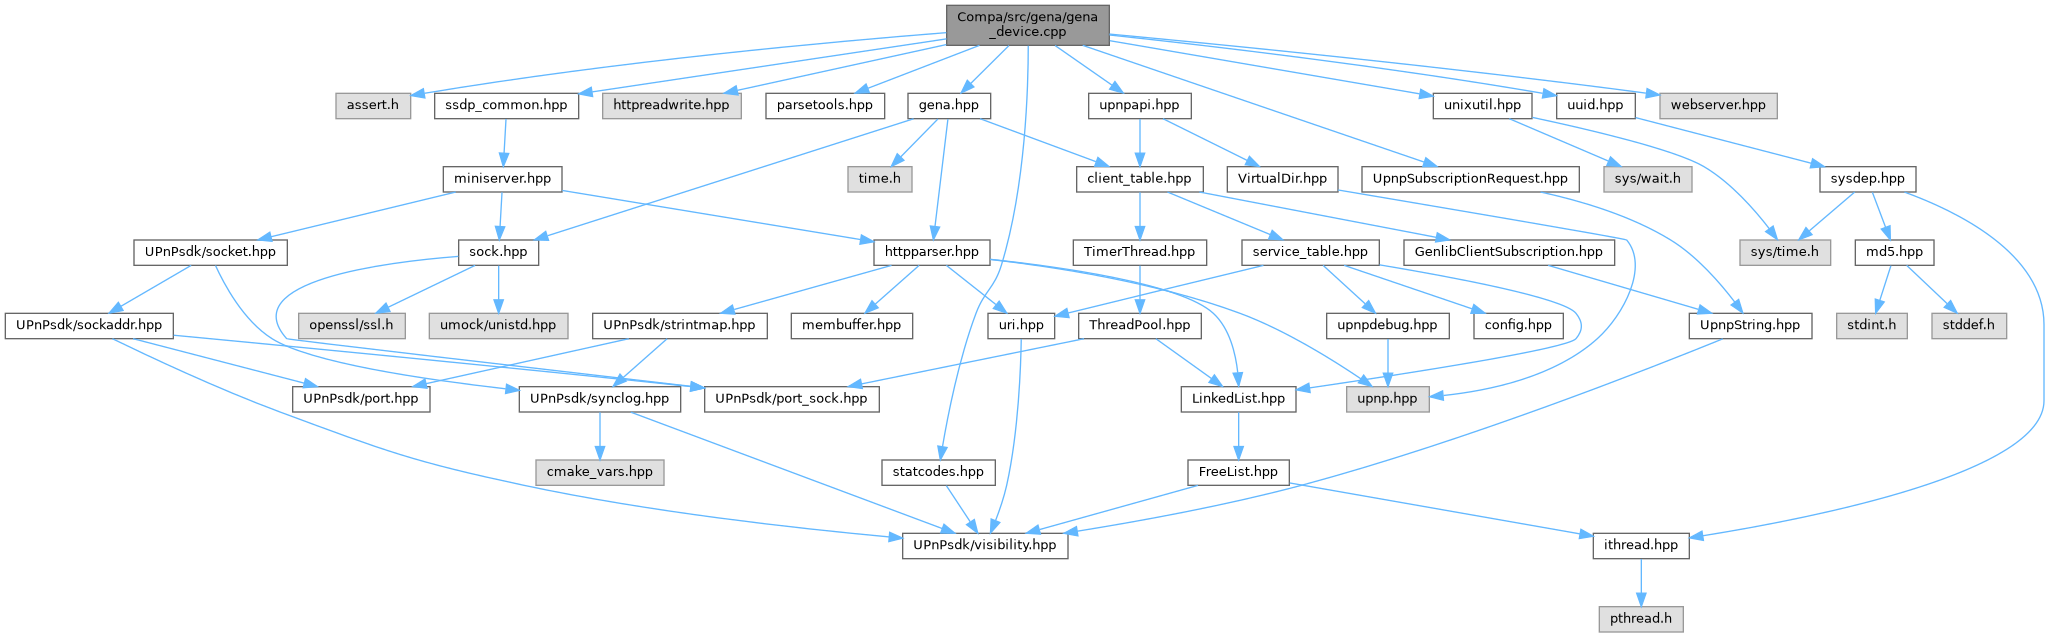 Compa/src/gena/gena
_device.cpp
assert.h
ssdp_common.hpp
httpreadwrite.hpp
parsetools.hpp
gena.hpp
upnpapi.hpp
unixutil.hpp
uuid.hpp
webserver.hpp
miniserver.hpp
time.h
client_table.hpp
VirtualDir.hpp
UpnpSubscriptionRequest.hpp
sys/wait.h
sysdep.hpp
UPnPsdk/socket.hpp
sock.hpp
httpparser.hpp
TimerThread.hpp
service_table.hpp
GenlibClientSubscription.hpp
sys/time.h
md5.hpp
UPnPsdk/sockaddr.hpp
openssl/ssl.h
umock/unistd.hpp
UPnPsdk/strintmap.hpp
membuffer.hpp
uri.hpp
ThreadPool.hpp
upnpdebug.hpp
config.hpp
UpnpString.hpp
stdint.h
stddef.h
UPnPsdk/port.hpp
UPnPsdk/synclog.hpp
UPnPsdk/port_sock.hpp
LinkedList.hpp
upnp.hpp
cmake_vars.hpp
statcodes.hpp
FreeList.hpp
UPnPsdk/visibility.hpp
ithread.hpp
pthread.h